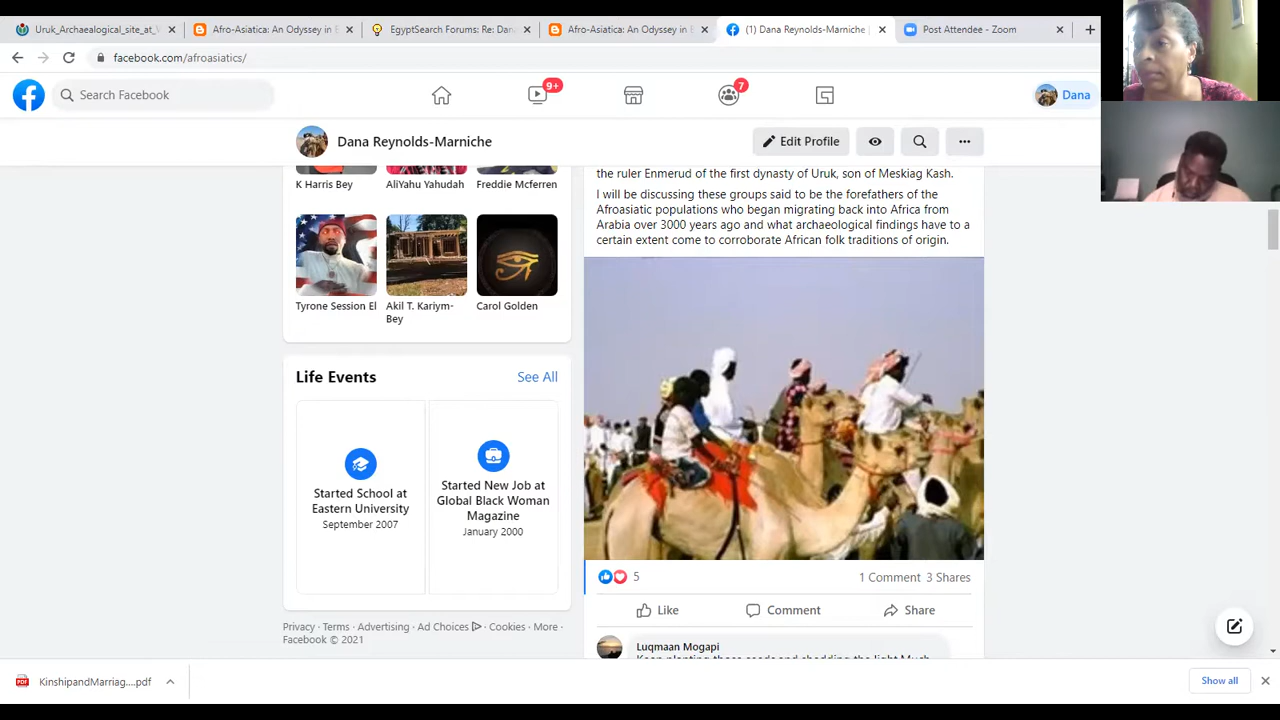 Uruk_Archaealogical_site_at_
Afro-Asiatica: An Odyssey in E
EgyptSearch Forums: Re: Dan
Afro-Asiatica: An Odyssey in E
(1) Dana Reynolds-Marniche |
Post Attendee - Zoom
facebook.com/afroasiatics/
Search Facebook
9+
7
Dana
Dana Reynolds-Marniche
Edit Profile
K Harris Bey
AliYahu Yahudah
Freddie Mcferren
Tyrone Session El
Akil T. Kariym-
Bey
Carol Golden
Life Events
See All
Started School at
Eastern University
September 2007
Started New Job at
Global Black Woman
Magazine
January 2000
Privacy · Terms · Advertising · Ad Choices · Cookies · More ·
Facebook © 2021
the ruler Enmerud of the first dynasty of Uruk, son of Meskiag Kash.
I will be discussing these groups said to be the forefathers of the
Afroasiatic populations who began migrating back into Africa from
Arabia over 3000 years ago and what archaeological findings have to a
certain extent come to corroborate African folk traditions of origin.
5
1 Comment 3 Shares
Like
Comment
Share
Luqmaan Mogapi
KinshipandMarriag....pdf
Show all